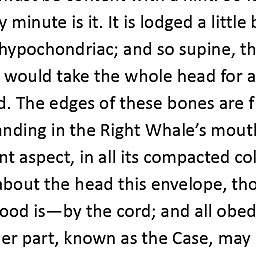 y minute is it. It is lodged a little b
hypochondriac; and so supine, th
would take the whole head for a
d. The edges of these bones are f
anding in the Right Whale’s mout
nt aspect, in all its compacted col
about the head this envelope, tho
ood is—by the cord; and all obed
er part, known as the Case, may